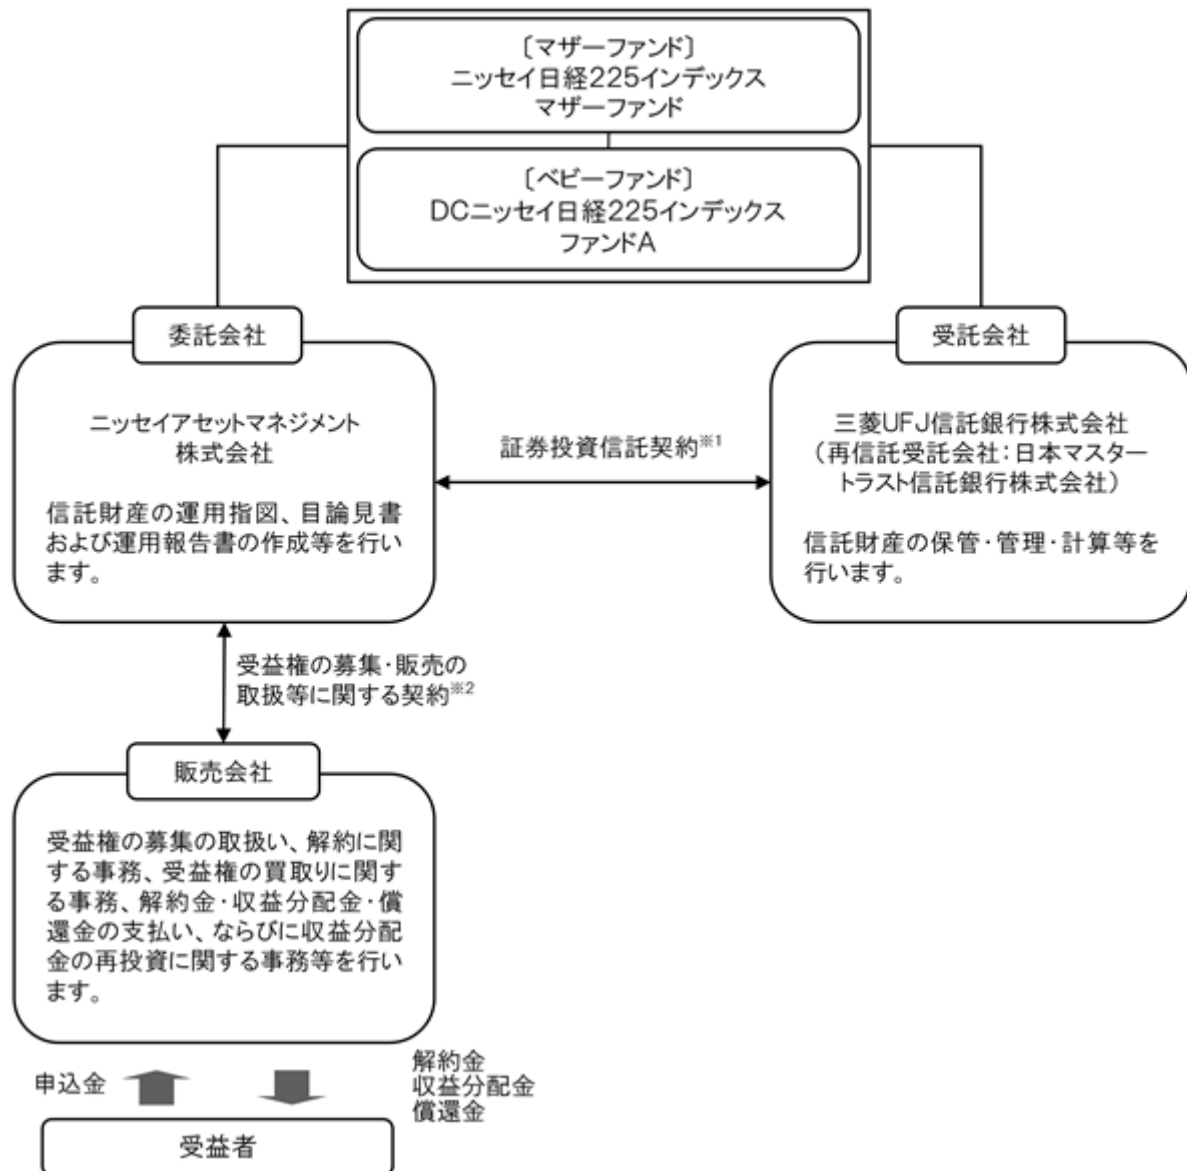 〔マザーファンド〕
ニッセイ日経225インデックス
マザーファンド
〔ベビーファンド〕
DCニッセイ日経225インデックス
ファンドA
委託会社
ニッセイアセットマネジメント
株式会社
信託財産の運用指図、目論見書
および運用報告書の作成等を行い
ます。
証券投資信託契約※1
受託会社
三菱UFJ信託銀行株式会社
（再信託受託会社：日本マスター
トラスト信託銀行株式会社）
信託財産の保管・管理・計算等を
行います。
受益権の募集・販売の
取扱等に関する契約※2
販売会社
受益権の募集の取扱い、解約に関
する事務、受益権の買取りに関す
る事務、解約金・収益分配金・償
還金の支払い、ならびに収益分配
金の再投資に関する事務等を行い
ます。
申込金
解約金
収益分配金
償還金
受益者